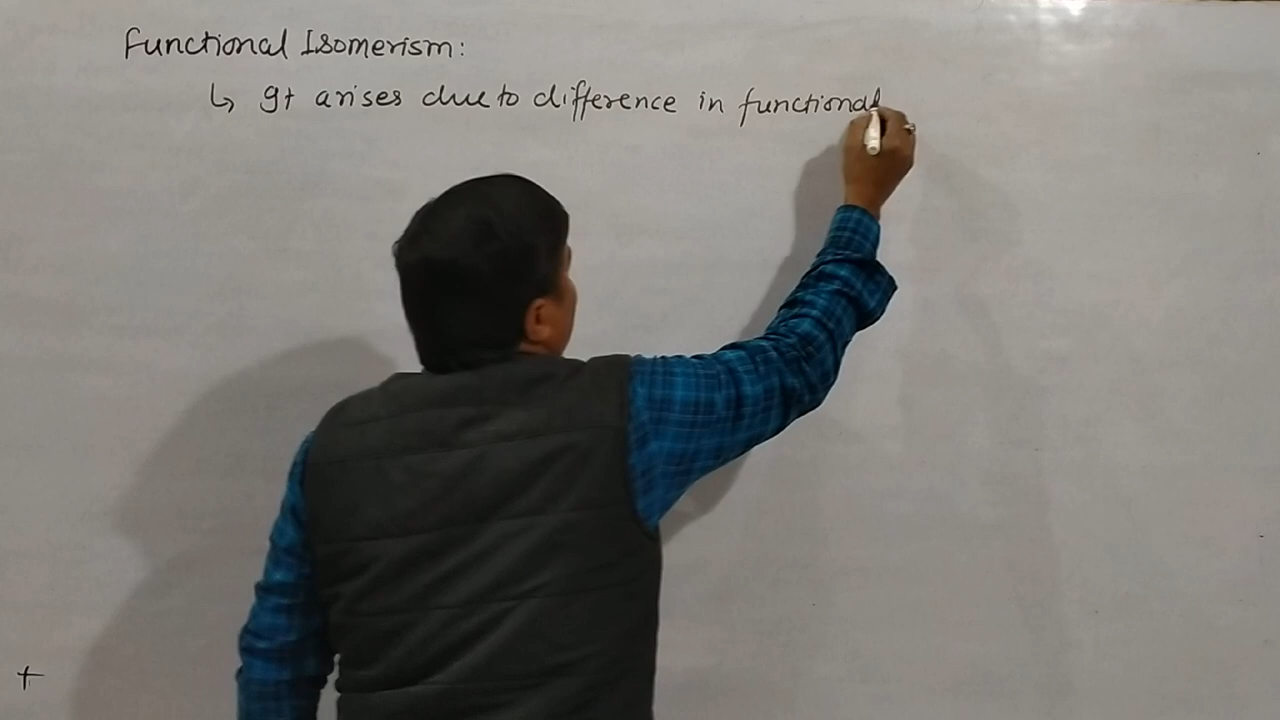 Functional Isomerism:
↳ It arises due to difference in functional
+